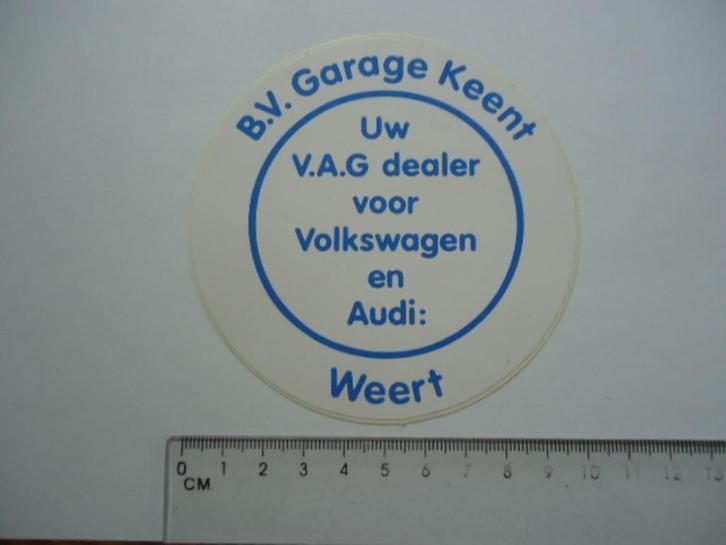 B.V. Garage Keent
Uw
V.A.G dealer
voor
Volkswagen
en
Audi:
Weert
0 1 2 3 4 5 6 7 8 9 10 11 12 13
CM